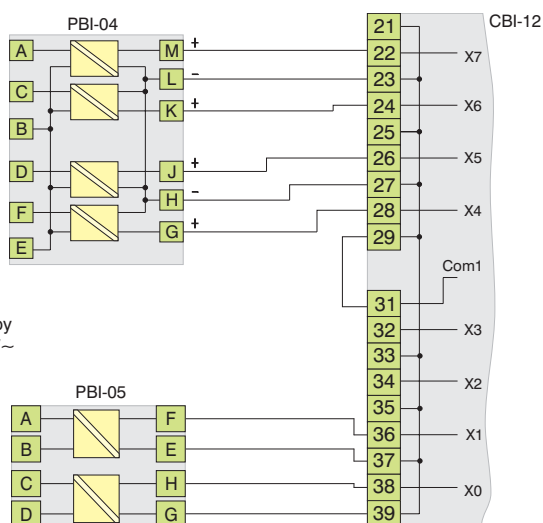 PBI-04
CBI-12
A
C
B
D
F
E
M +
L −
K +
J +
H −
G +
21
22 X7
23
24 X6
25
26 X5
27
28 X4
29
Com1
31
32 X3
33
34 X2
35
36 X1
37
38 X0
39
by
~
PBI-05
A F
B E
C H
D G